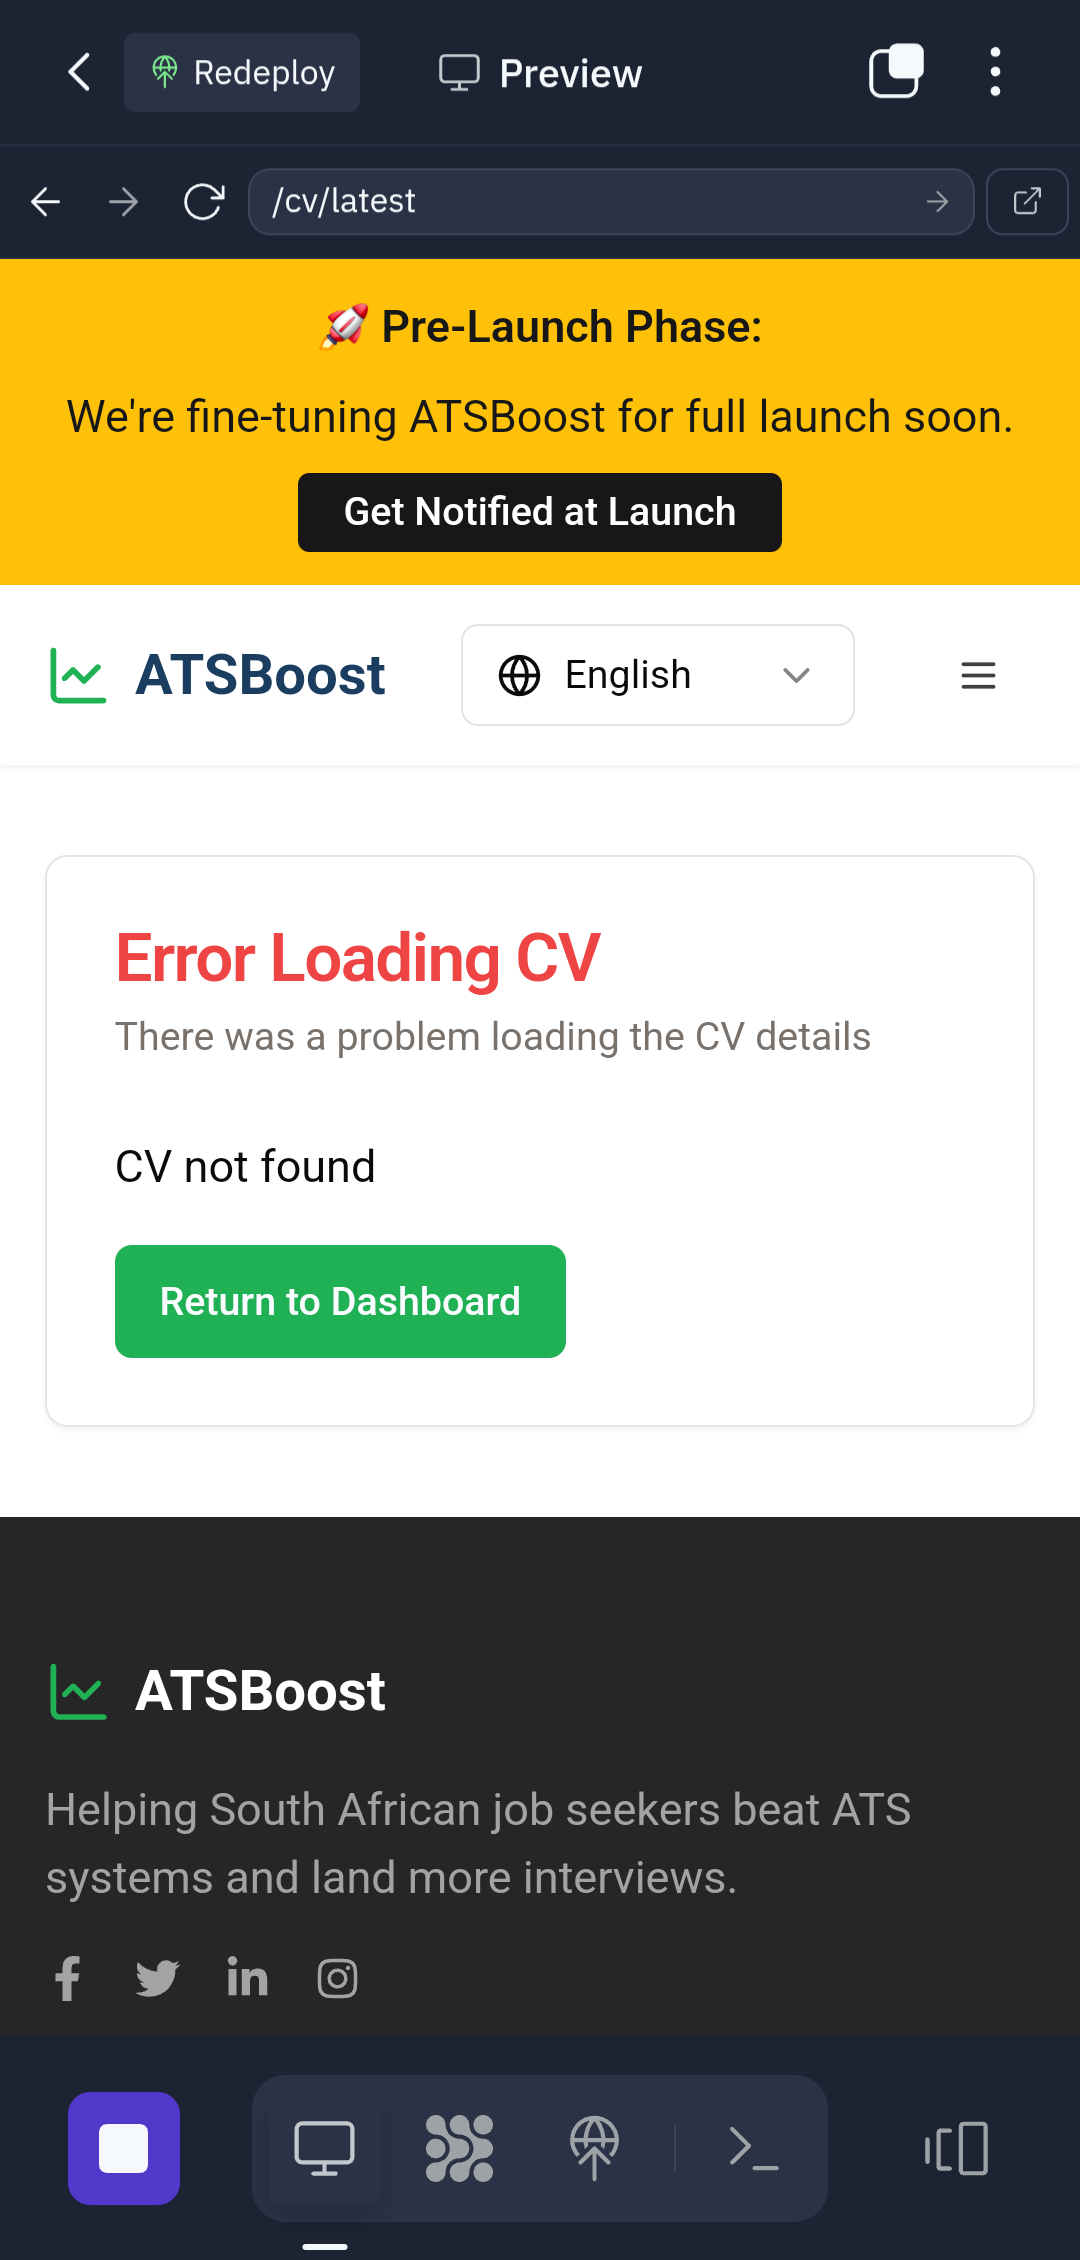 Redeploy
Preview
/cv/latest
🚀 Pre-Launch Phase:
We're fine-tuning ATSBoost for full launch soon.
Get Notified at Launch
ATSBoost
English
Error Loading CV
There was a problem loading the CV details
CV not found
Return to Dashboard
ATSBoost
Helping South African job seekers beat ATS
systems and land more interviews.